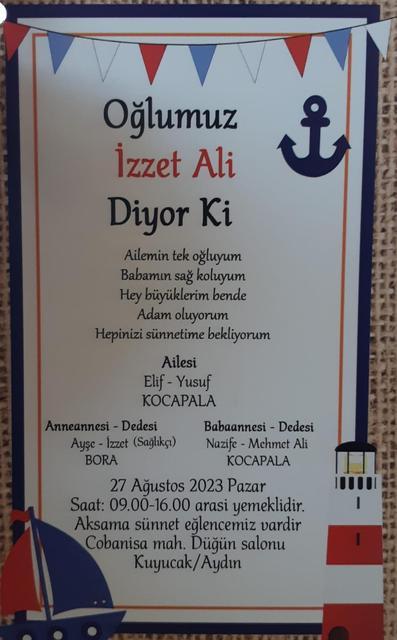 Oğlumuz
İzzet Ali
Diyor Ki
Ailemin tek oğluyum
Babamın sağ koluyum
Hey büyüklerim bende
Adam oluyorum
Hepinizi sünnetime bekliyorum
Ailesi
Elif - Yusuf
KOCAPALA
Anneannesi - Dedesi
Ayşe - İzzet (Sağlıkçı)
BORA
Babaannesi - Dedesi
Nazife - Mehmet Ali
KOCAPALA
27 Ağustos 2023 Pazar
Saat: 09.00-16.00 arasi yemeklidir.
Aksama sünnet eğlencemiz vardir
Cobanisa mah. Düğün salonu
Kuyucak/Aydın